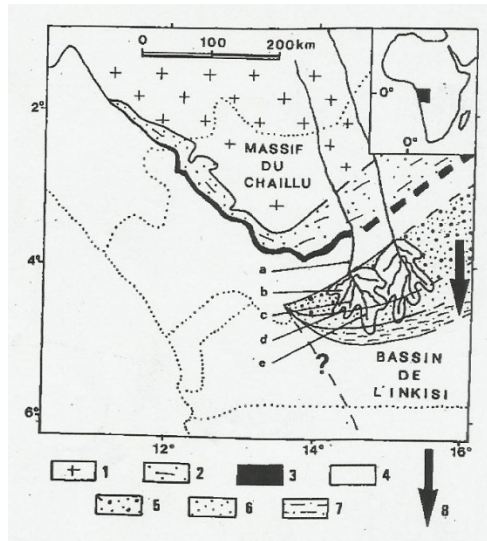 0 100 200km
2°
0°
0°
MASSIF
DU
CHAILLU
4°
a
b
c
d
e
?
BASSIN
DE
L'INKISI
6°
12° 14° 16°
1 2 3 4
5 6 7 8